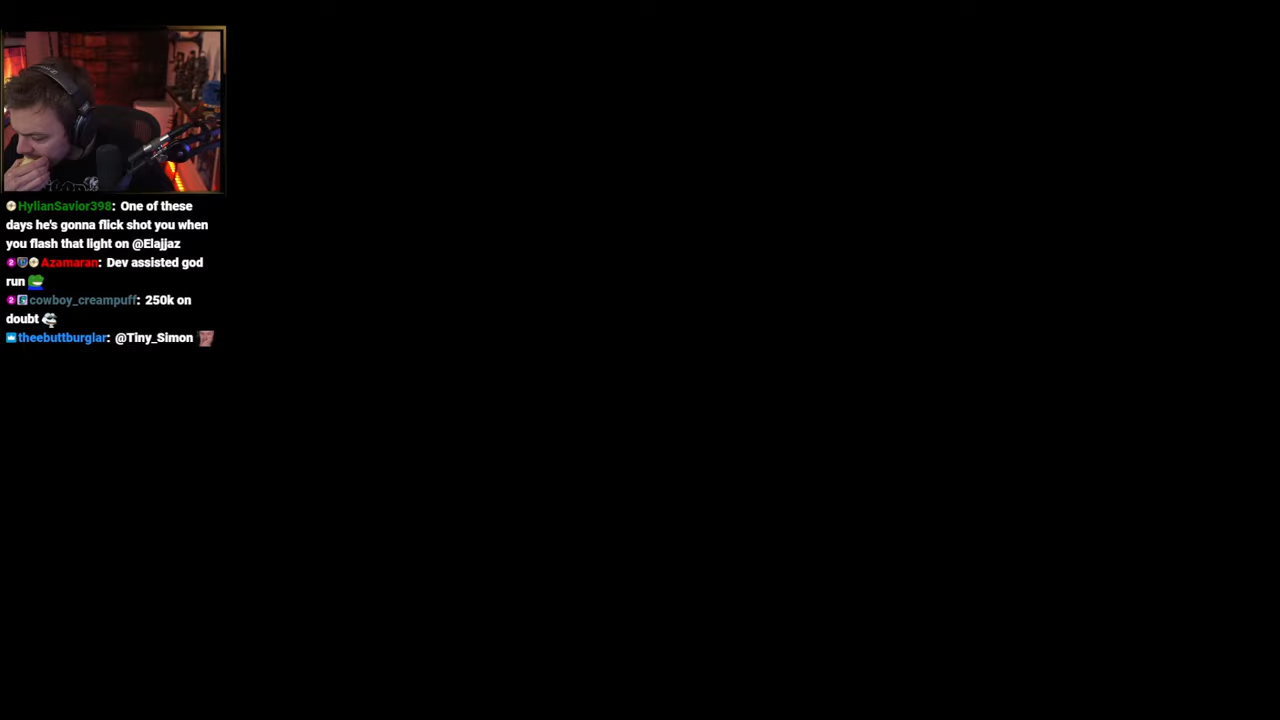 HylianSavior398: One of these
days he's gonna flick shot you when
you flash that light on @Elajjaz
Azamaran: Dev assisted god
run
cowboy_creampuff: 250k on
doubt
theebuttburglar: @Tiny_Simon